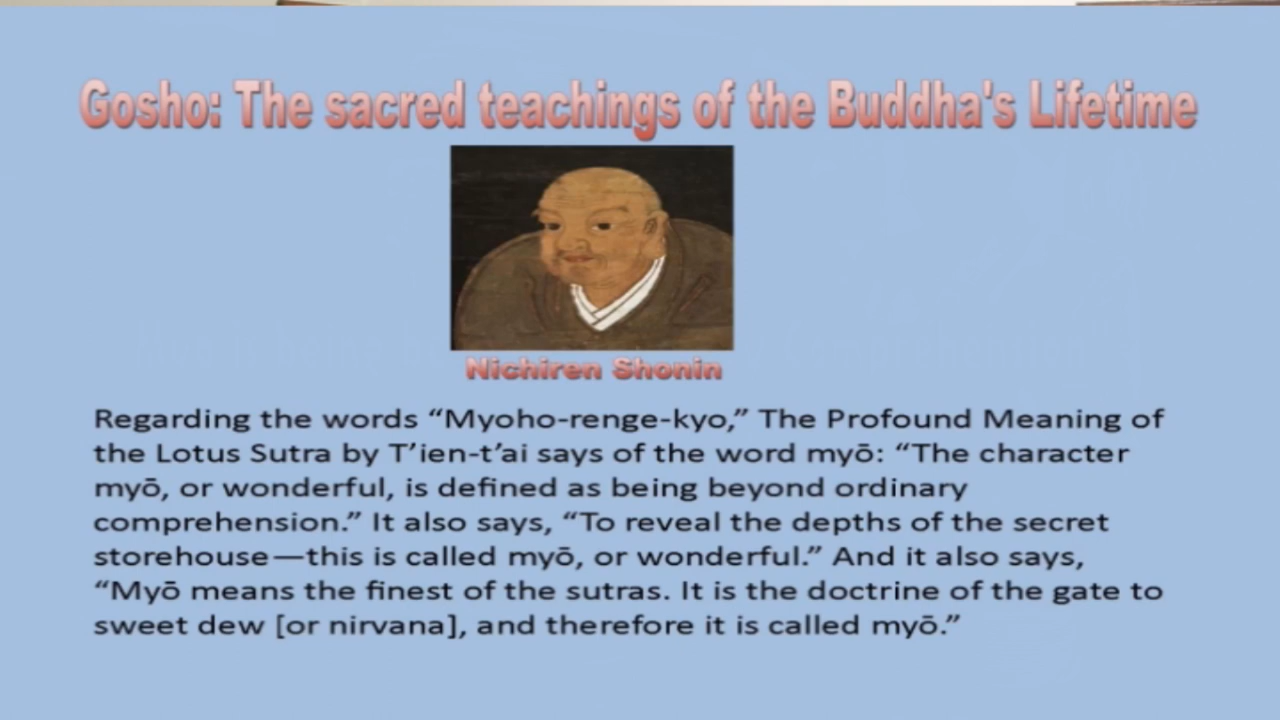 Gosho: The sacred teachings of the Buddha's Lifetime
Nichiren Shonin
Regarding the words “Myoho-renge-kyo,” The Profound Meaning of
the Lotus Sutra by T’ien-t’ai says of the word myō: “The character
myō, or wonderful, is defined as being beyond ordinary
comprehension.” It also says, “To reveal the depths of the secret
storehouse—this is called myō, or wonderful.” And it also says,
“Myō means the finest of the sutras. It is the doctrine of the gate to
sweet dew [or nirvana], and therefore it is called myō.”